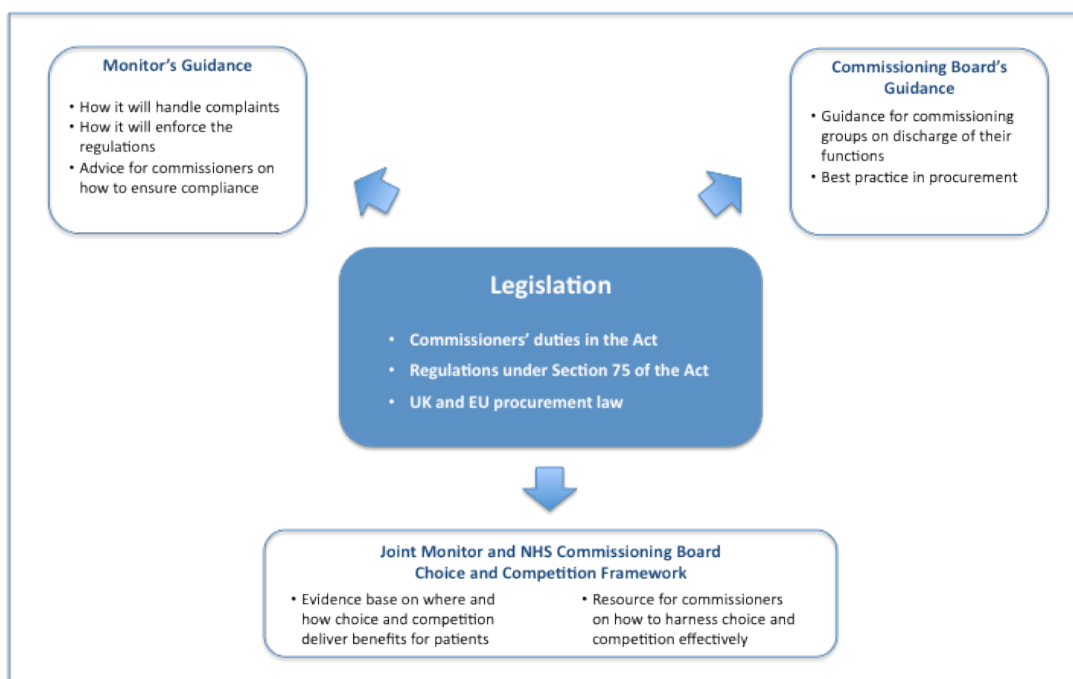 Monitor's Guidance
• How it will handle complaints
• How it will enforce the
regulations
• Advice for commissioners on
how to ensure compliance
Commissioning Board's
Guidance
• Guidance for commissioning
groups on discharge of their
functions
• Best practice in procurement
Legislation
• Commissioners' duties in the Act
• Regulations under Section 75 of the Act
• UK and EU procurement law
Joint Monitor and NHS Commissioning Board
Choice and Competition Framework
• Evidence base on where and
how choice and competition
deliver benefits for patients
• Resource for commissioners
on how to harness choice and
competition effectively